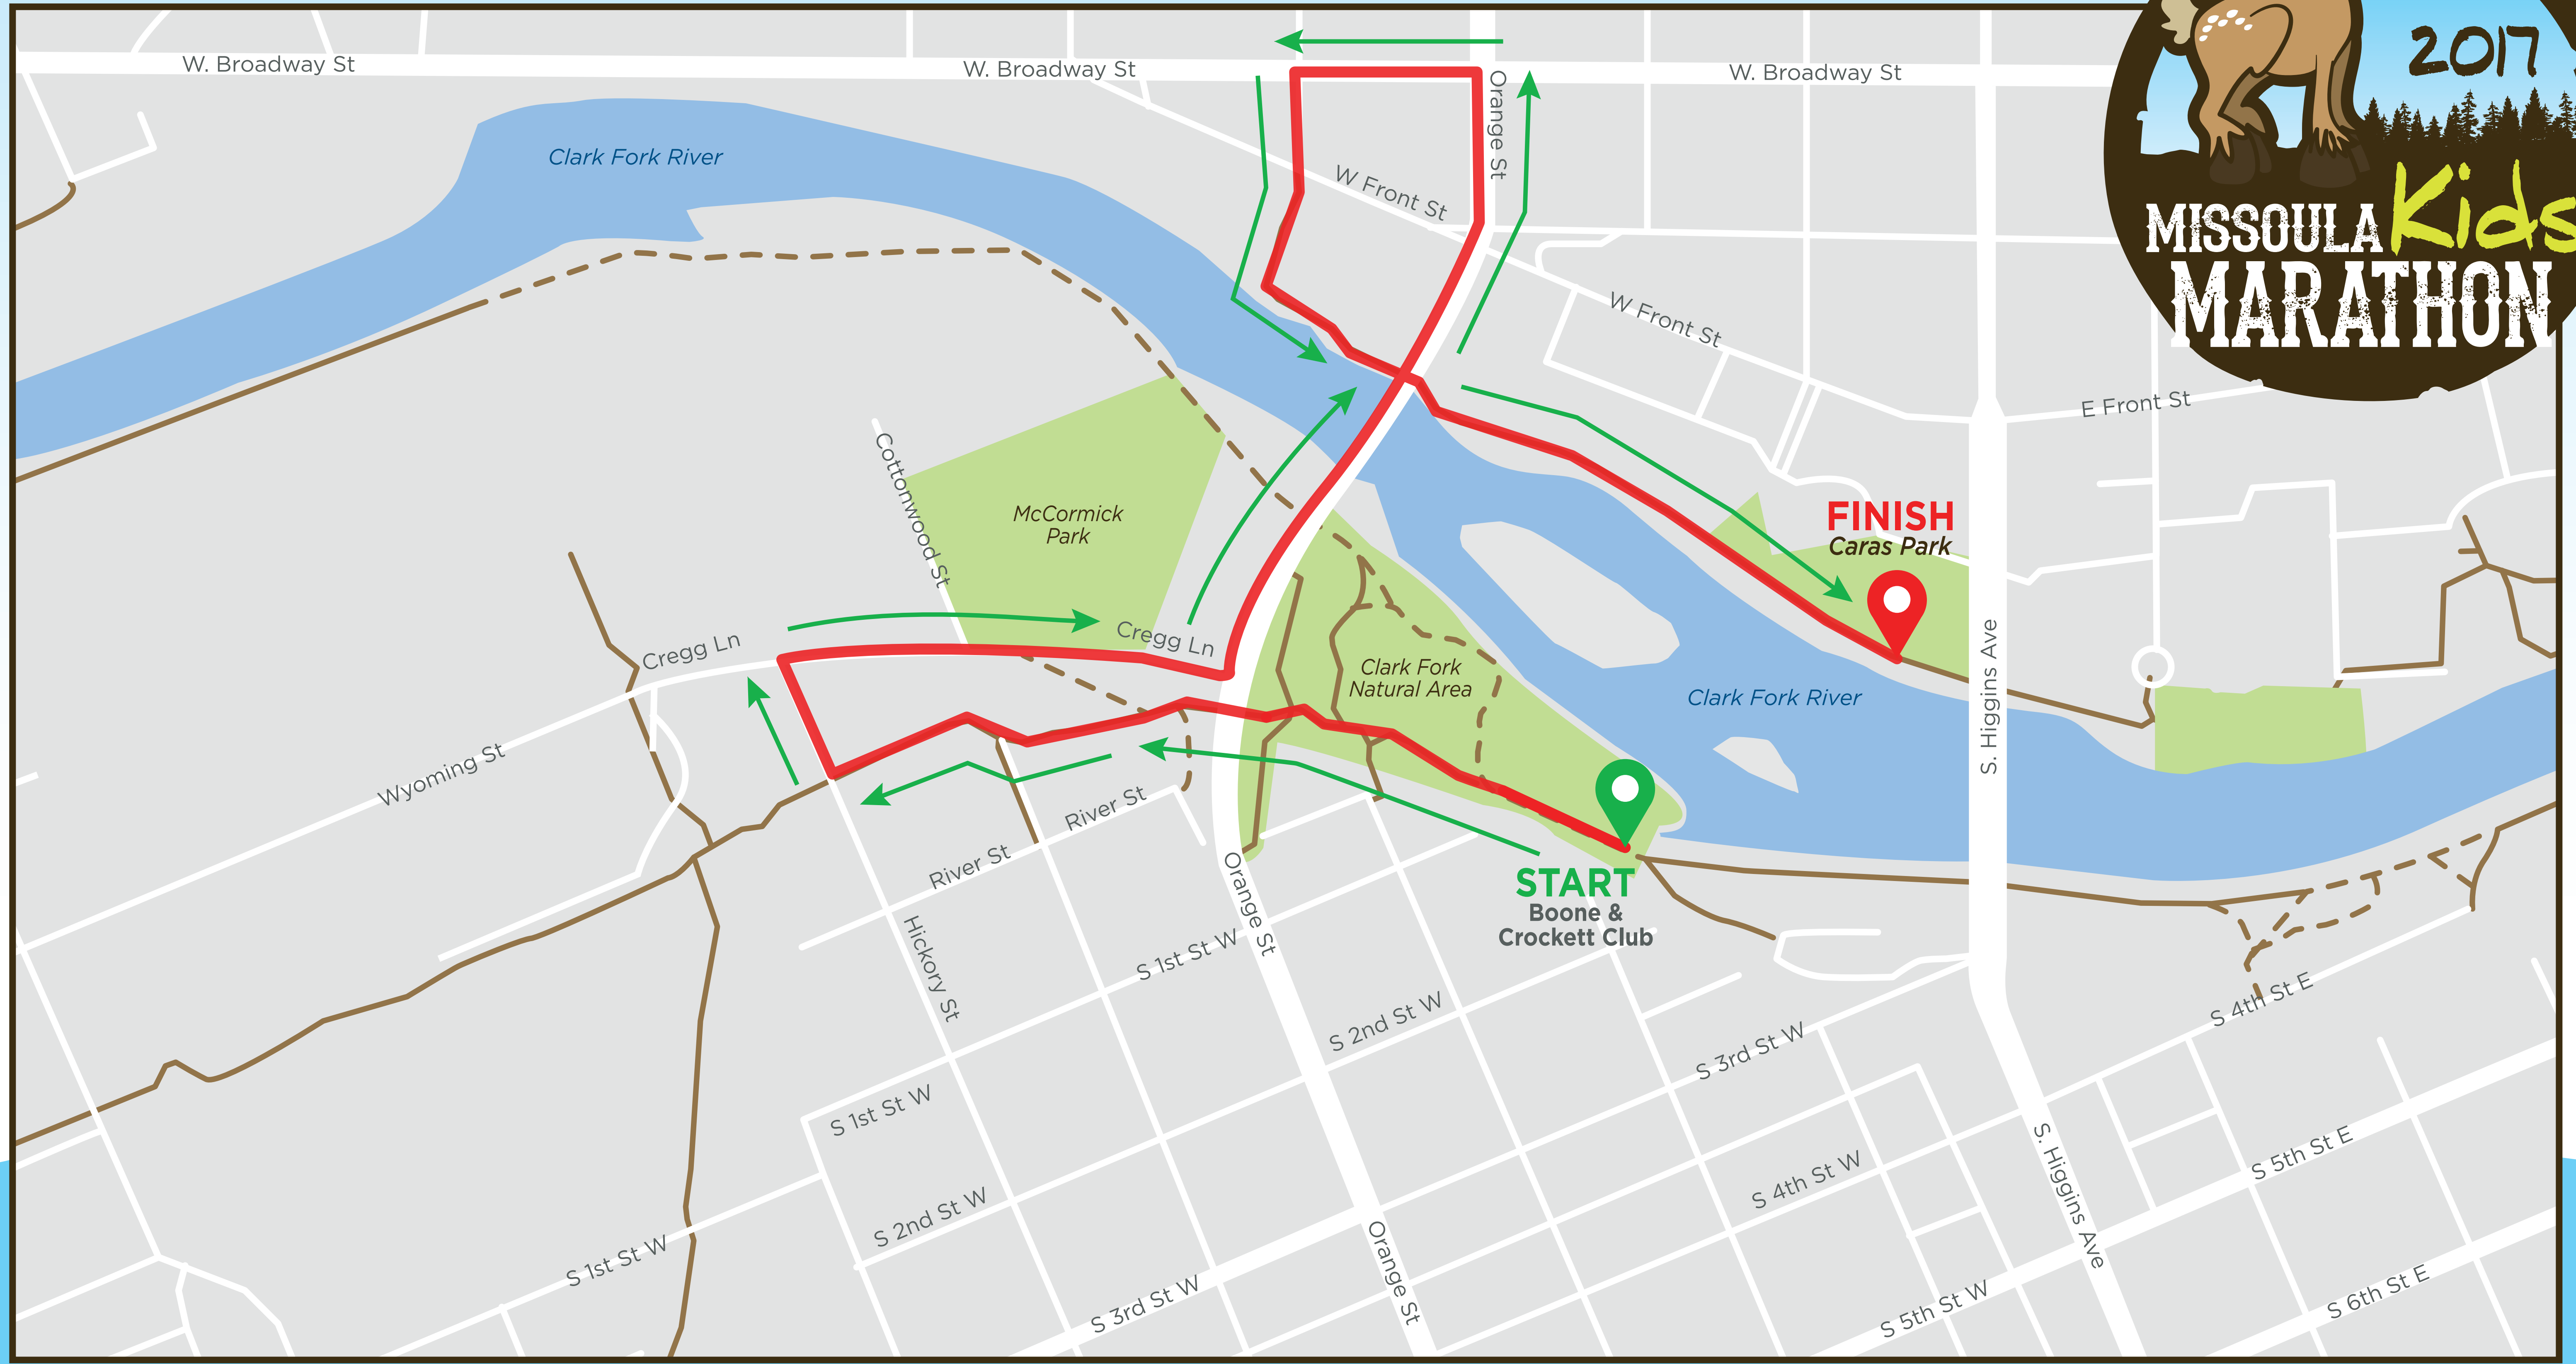 W. Broadway St
W. Broadway St
W. Broadway St
Orange St
2017
MISSOULA Kids
MARATHON
Clark Fork River
W Front St
W Front St
E Front St
Cottonwood St
McCormick
Park
FINISH
Caras Park
Cregg Ln
Cregg Ln
Clark Fork
Natural Area
Clark Fork River
S. Higgins Ave
Wyoming St
River St
River St
START
Boone &
Crockett Club
Orange St
Hickory St
S 1st St W
S 2nd St W
S 3rd St W
S 4th St E
S 1st St W
S 4th St W
S 5th St E
S. Higgins Ave
S 2nd St W
S 1st St W
Orange St
S 3rd St W
S 5th St W
S 6th St E